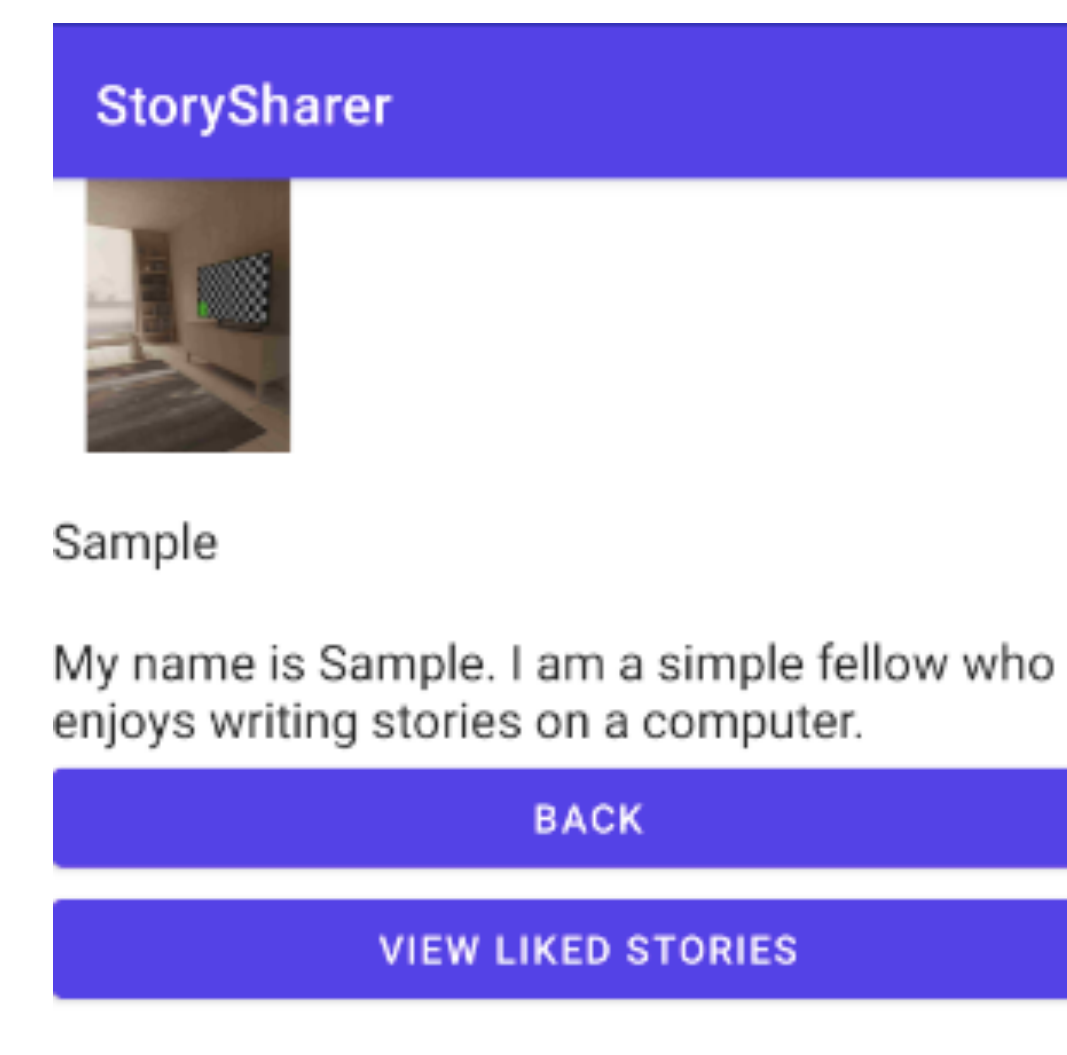 StorySharer
Sample
My name is Sample. I am a simple fellow who
enjoys writing stories on a computer.
BACK
VIEW LIKED STORIES